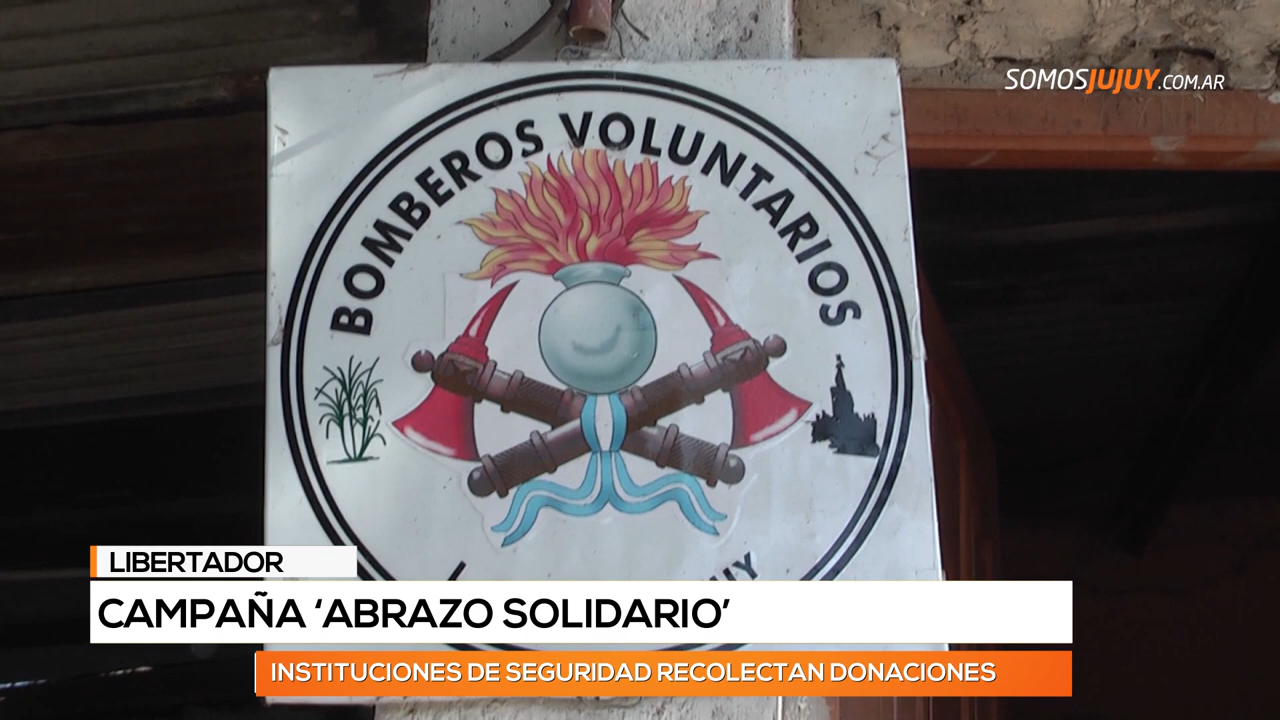 SOMOSJUJUY.COM.AR
BOMBEROS VOLUNTARIOS
LIBERTADOR
CAMPAÑA ‘ABRAZO SOLIDARIO’
INSTITUCIONES DE SEGURIDAD RECOLECTAN DONACIONES